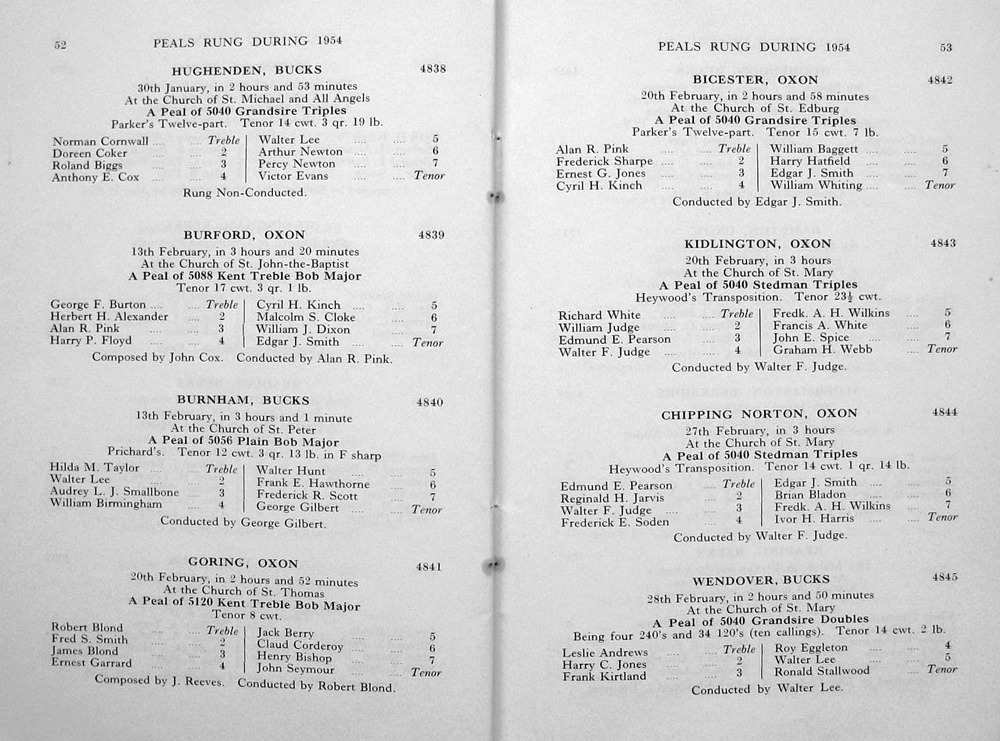 52 PEALS RUNG DURING 1954
HUGHENDEN, BUCKS 4838
30th January, in 2 hours and 53 minutes
At the Church of St. Michael and All Angels
A Peal of 5040 Grandsire Triples
Parker's Twelve-part. Tenor 14 cwt. 3 qr. 19 lb.
Norman Cornwall .... .... Treble Walter Lee .... .... 5
Doreen Coker .... 2 Arthur Newton .... .... 6
Roland Biggs .... 3 Percy Newton .... .... 7
Anthony E. Cox .... 4 Victor Evans .... .... Tenor
Rung Non-Conducted.
BURFORD, OXON 4839
13th February, in 3 hours and 20 minutes
At the Church of St. John-the-Baptist
A Peal of 5088 Kent Treble Bob Major
Tenor 17 cwt. 3 qr. 1 lb.
George F. Burton .... .... Treble Cyril H. Kinch .... .... 5
Herbert H. Alexander .... 2 Malcolm S. Cloke .... 6
Alan R. Pink .... .... 3 William J. Dixon .... 7
Harry P. Floyd .... .... 4 Edgar J. Smith .... .... Tenor
Composed by John Cox. Conducted by Alan R. Pink.
BURNHAM, BUCKS 4840
13th February, in 3 hours and 1 minute
At the Church of St. Peter
A Peal of 5056 Plain Bob Major
Prichard's. Tenor 12 cwt. 3 qr. 13 lb. in F sharp
Hilda M. Taylor .... .... Treble Walter Hunt .... .... 5
Walter Lee .... .... 2 Frank E. Hawthorne .... 6
Audrey L. J. Smallbone .... 3 Frederick R. Scott .... 7
William Birmingham .... 4 George Gilbert .... .... Tenor
Conducted by George Gilbert.
GORING, OXON 4841
20th February, in 2 hours and 52 minutes
At the Church of St. Thomas
A Peal of 5120 Kent Treble Bob Major
Tenor 8 cwt.
Robert Blond .... .... Treble Jack Berry .... .... 5
Fred S. Smith .... .... 2 Claud Corderoy .... .... 6
James Blond .... .... 3 Henry Bishop .... .... 7
Ernest Garrard .... .... 4 John Seymour .... .... Tenor
Composed by J. Reeves. Conducted by Robert Blond.
PEALS RUNG DURING 1954 53
BICESTER, OXON 4842
20th February, in 2 hours and 58 minutes
At the Church of St. Edburg
A Peal of 5040 Grandsire Triples
Parker's Twelve-part. Tenor 15 cwt. 7 lb.
Alan R. Pink .... .... Treble William Baggett .... .... 5
Frederick Sharpe .... .... 2 Harry Hatfield .... .... 6
Ernest G. Jones .... .... 3 Edgar J. Smith .... .... 7
Cyril H. Kinch .... .... 4 William Whiting .... .... Tenor
Conducted by Edgar J. Smith.
KIDLINGTON, OXON 4843
20th February, in 3 hours
At the Church of St. Mary
A Peal of 5040 Stedman Triples
Heywood's Transposition. Tenor 23½ cwt.
Richard White .... .... Treble Fredk. A. H. Wilkins .... 5
William Judge .... .... 2 Francis A. White .... 6
Edmund E. Pearson .... 3 John E. Spice .... .... 7
Walter F. Judge .... .... 4 Graham H. Webb .... Tenor
Conducted by Walter F. Judge.
CHIPPING NORTON, OXON 4844
27th February, in 3 hours
At the Church of St. Mary
A Peal of 5040 Stedman Triples
Heywood's Transposition. Tenor 14 cwt. 1 qr. 14 lb.
Edmund E. Pearson .... Treble Edgar J. Smith .... .... 5
Reginald H. Jarvis .... 2 Brian Bladon .... .... 6
Walter F. Judge .... .... 3 Fredk. A. H. Wilkins .... 7
Frederick E. Soden .... 4 Ivor H. Harris .... .... Tenor
Conducted by Walter F. Judge.
WENDOVER, BUCKS 4845
28th February, in 2 hours and 50 minutes
At the Church of St. Mary
A Peal of 5040 Grandsire Doubles
Being four 240's and 34 120's (ten callings). Tenor 14 cwt. 2 lb.
Leslie Andrews .... .... Treble Roy Eggleton .... .... 4
Harry C. Jones .... .... 2 Walter Lee .... .... 5
Frank Kirtland .... .... 3 Ronald Stallwood .... Tenor
Conducted by Walter Lee.